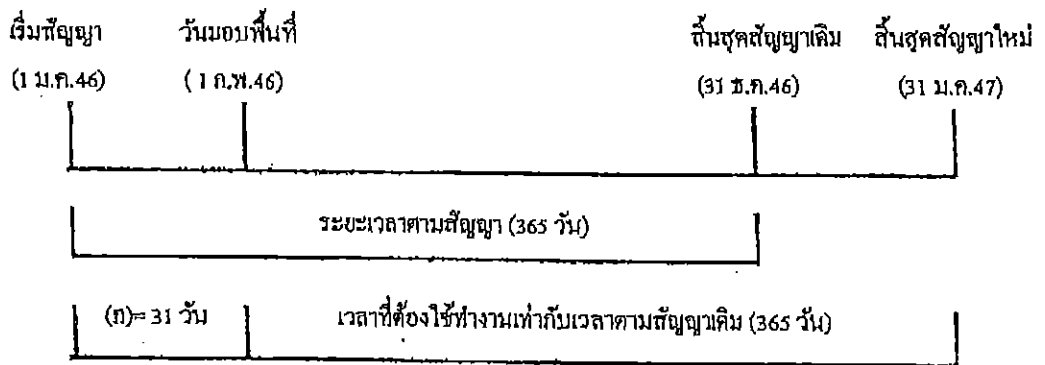 เริ่มสัญญา วันมอบพื้นที่ สิ้นสุดสัญญาเดิม สิ้นสุดสัญญาใหม่
(1 ม.ค.46) ( 1 ก.พ.46) (31 ธ.ค.46) (31 ม.ค.47)
ระยะเวลาตามสัญญา (365 วัน)
(ก)= 31 วัน เวลาที่ต้องใช้ทำงานเท่ากับเวลาตามสัญญาเดิม (365 วัน)